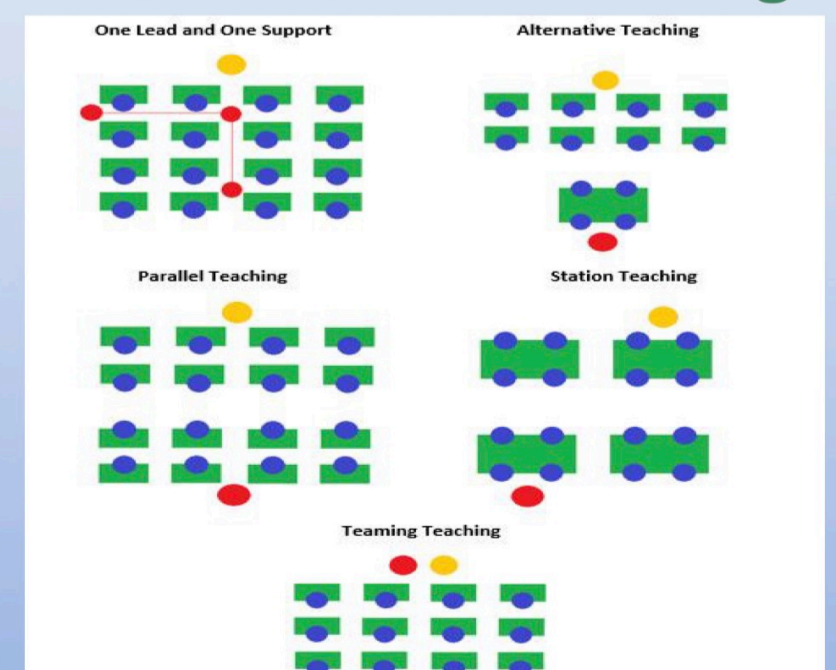 One Lead and One Support
Alternative Teaching
Parallel Teaching
Station Teaching
Teaming Teaching